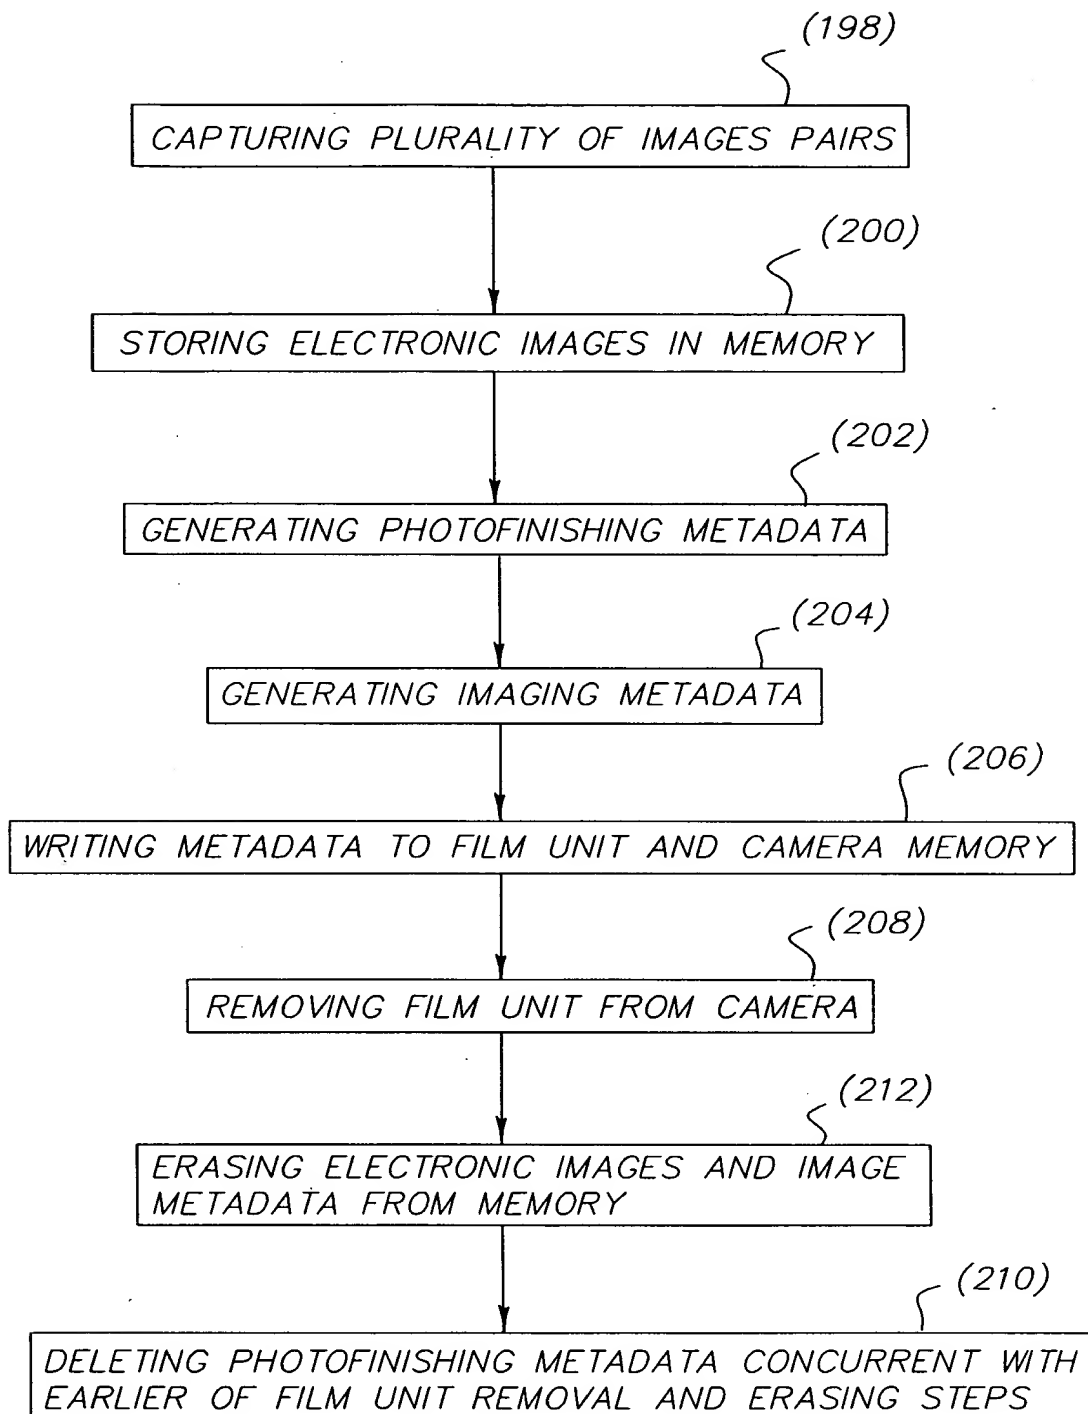 (198)
CAPTURING PLURALITY OF IMAGES PAIRS
(200)
STORING ELECTRONIC IMAGES IN MEMORY
(202)
GENERATING PHOTOFINISHING METADATA
(204)
GENERATING IMAGING METADATA
(206)
WRITING METADATA TO FILM UNIT AND CAMERA MEMORY
(208)
REMOVING FILM UNIT FROM CAMERA
(212)
ERASING ELECTRONIC IMAGES AND IMAGE
METADATA FROM MEMORY
(210)
DELETING PHOTOFINISHING METADATA CONCURRENT WITH
EARLIER OF FILM UNIT REMOVAL AND ERASING STEPS